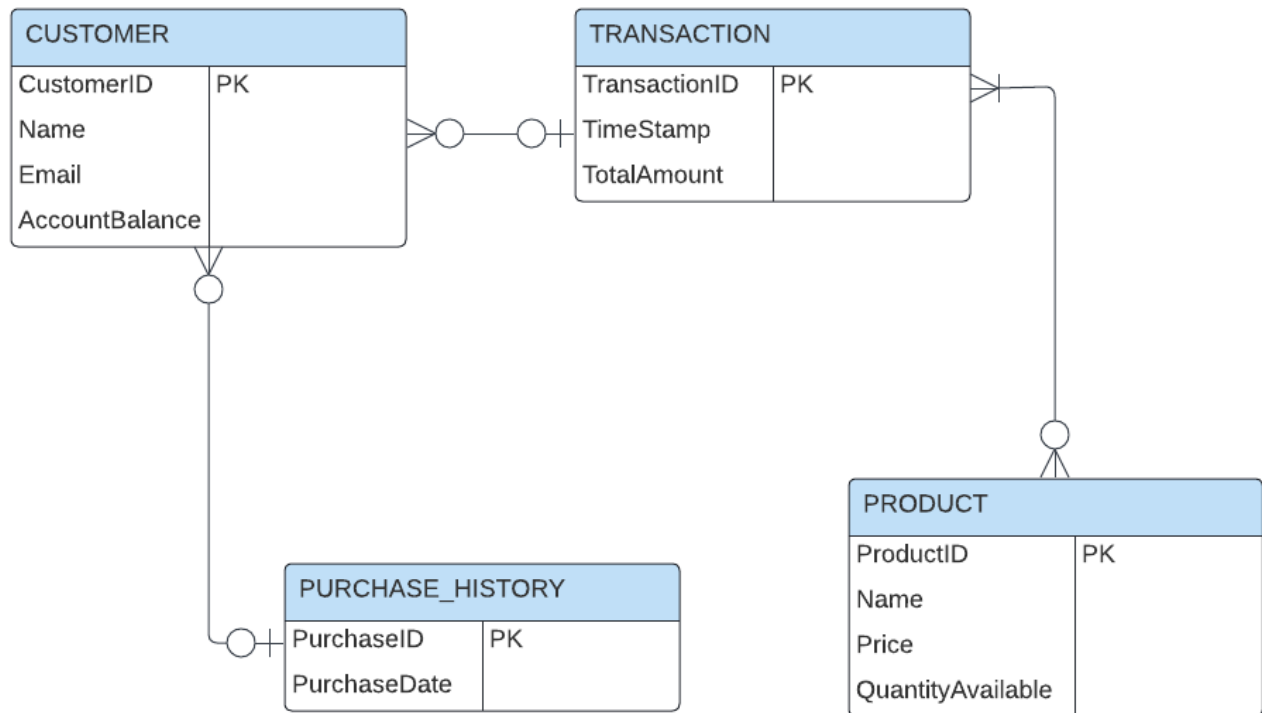 CUSTOMER
CustomerID PK
Name
Email
AccountBalance
TRANSACTION
TransactionID PK
TimeStamp
TotalAmount
PURCHASE_HISTORY
PurchaseID PK
PurchaseDate
PRODUCT
ProductID PK
Name
Price
QuantityAvailable